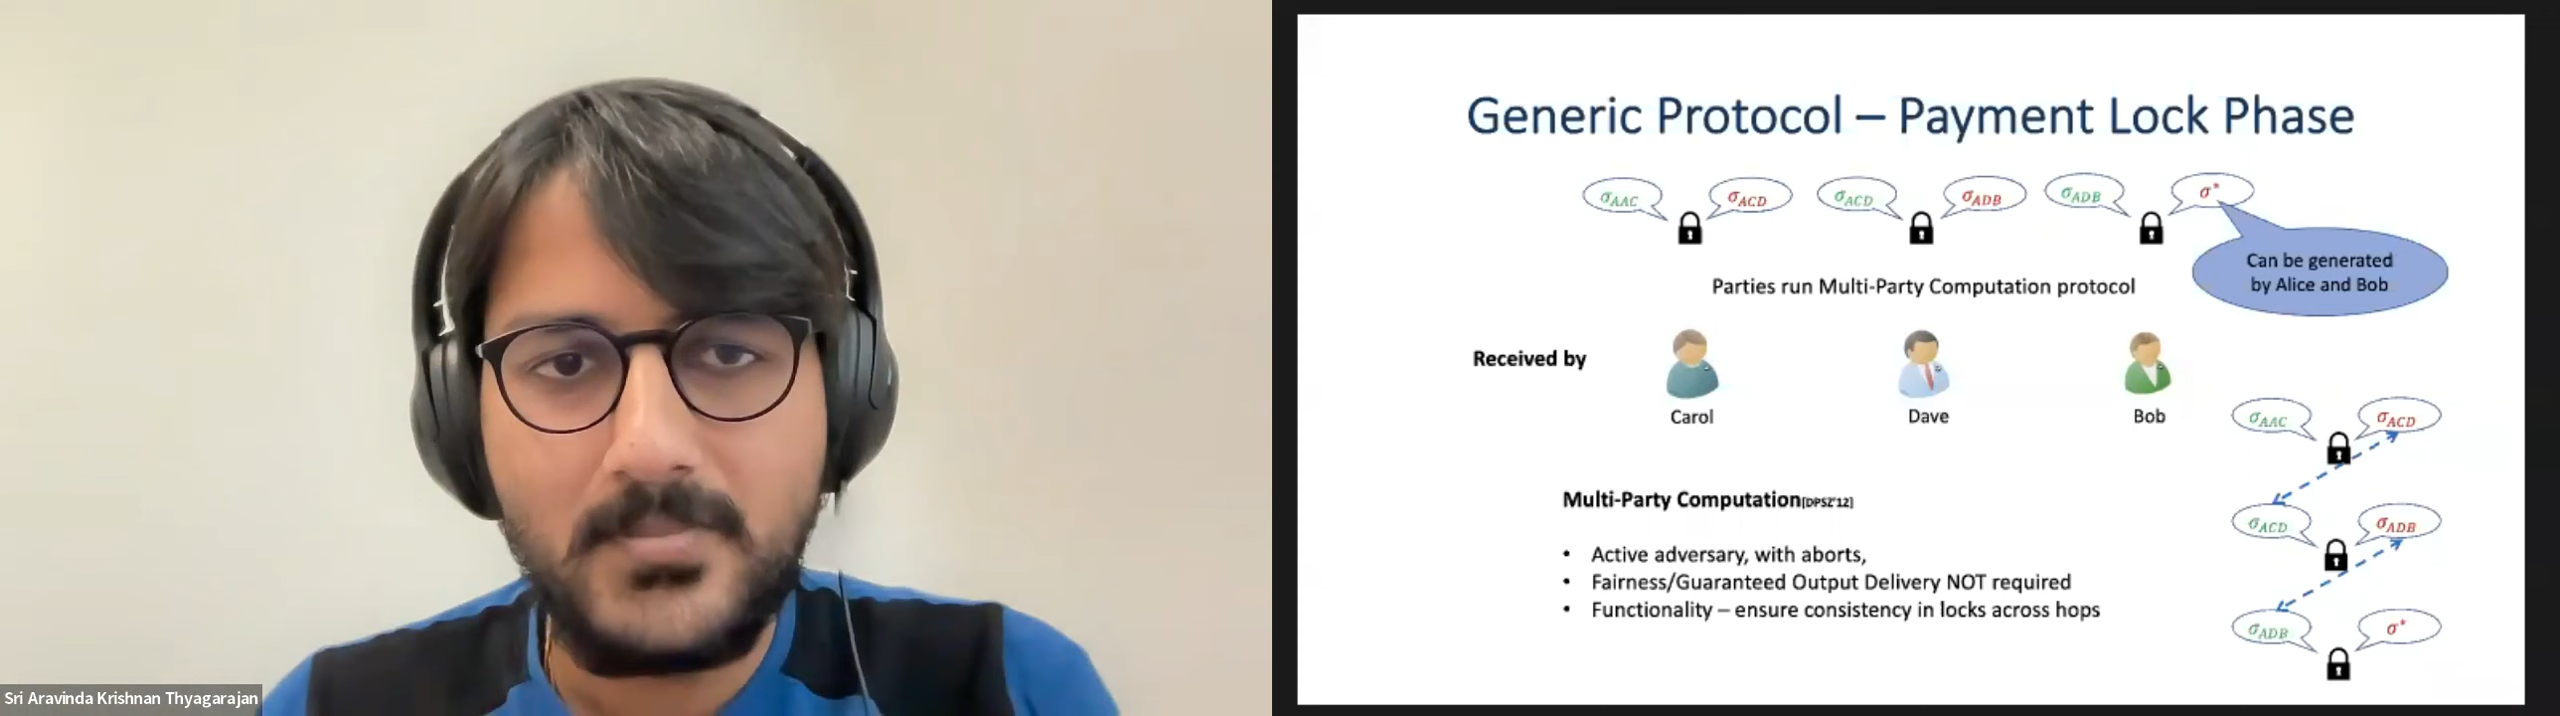 Sri Aravinda Krishnan Thyagarajan
Generic Protocol – Payment Lock Phase
σAAC σACD σACD σADB σADB σ*
Can be generated
by Alice and Bob
Parties run Multi-Party Computation protocol
Received by
Carol Dave Bob
σAAC σACD
Multi-Party Computation[DPSZ'12]
σACD σADB
• Active adversary, with aborts,
• Fairness/Guaranteed Output Delivery NOT required
• Functionality – ensure consistency in locks across hops
σADB σ*